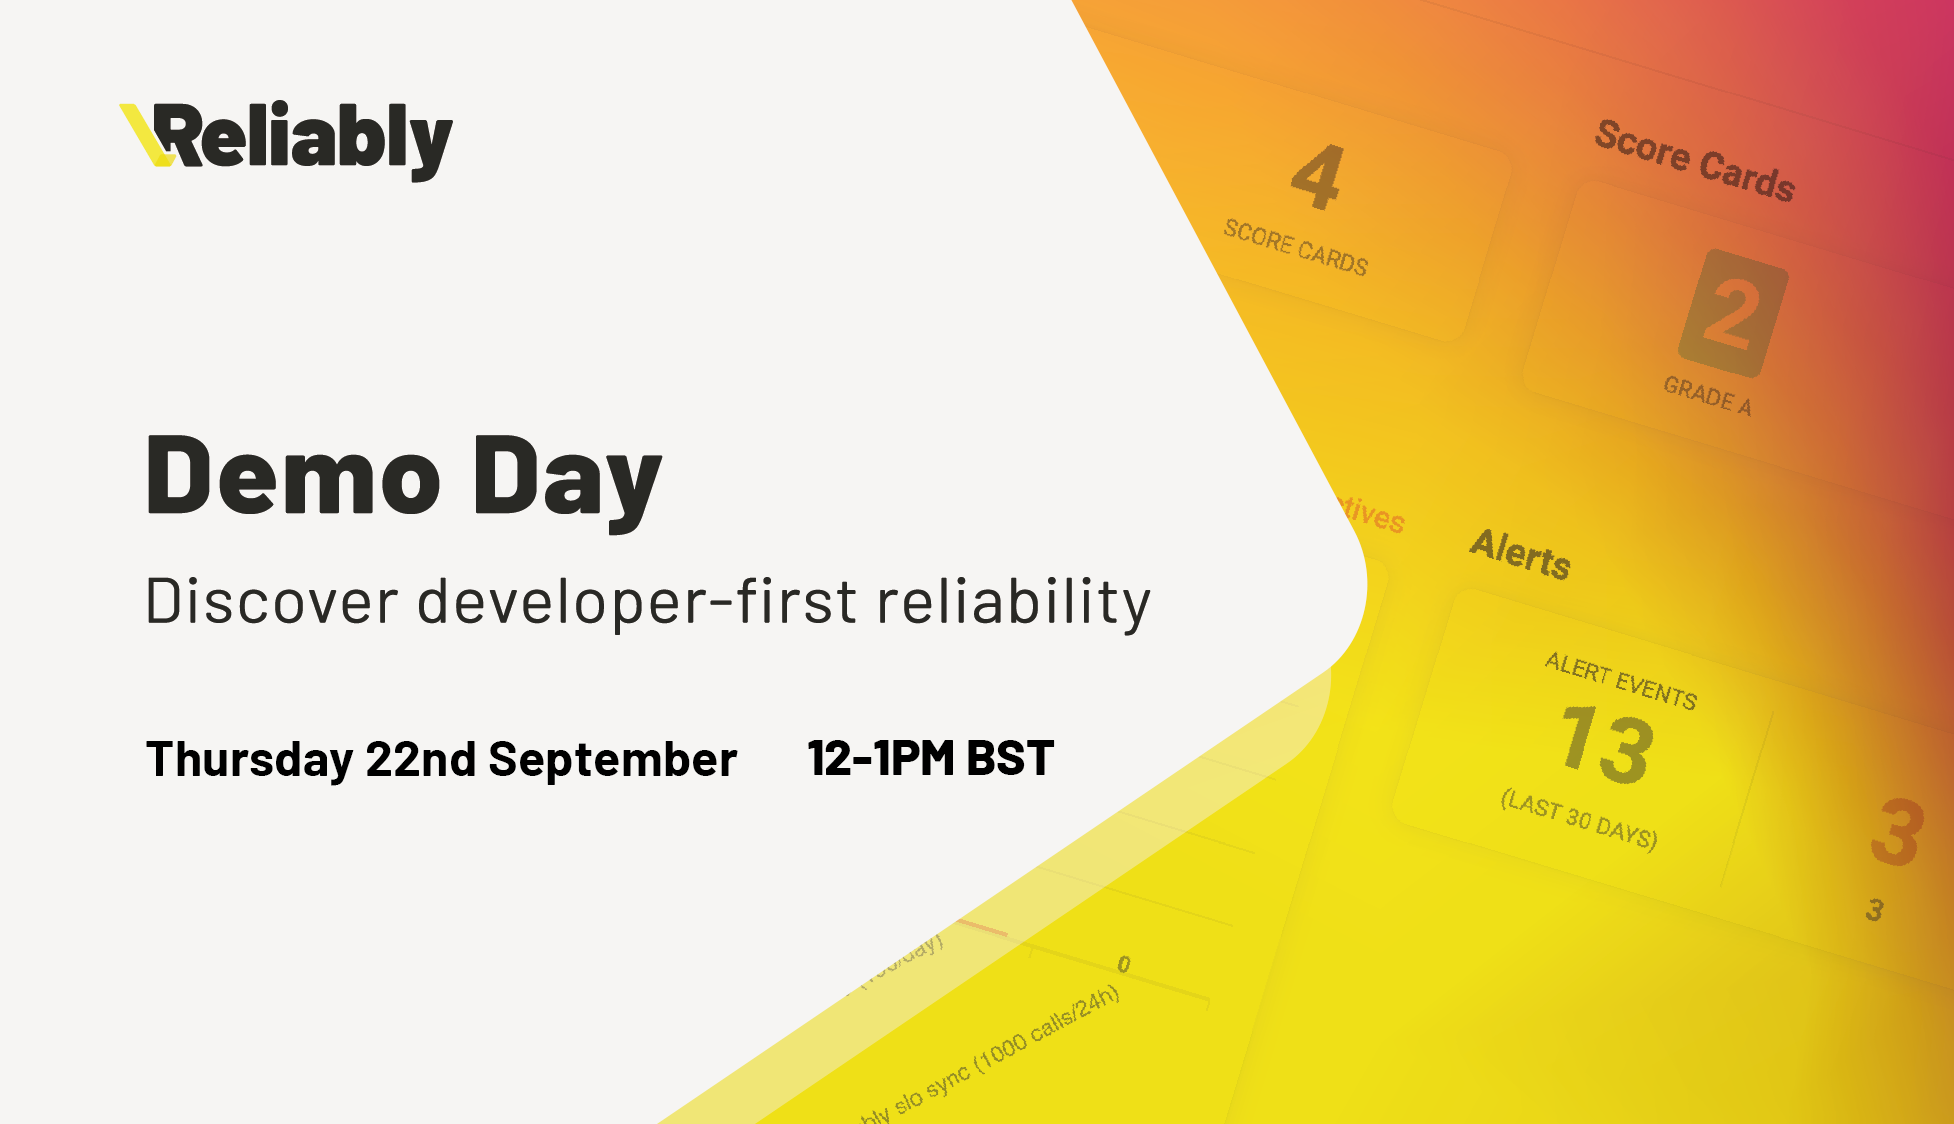 Reliably
Demo Day
Discover developer-first reliability
Thursday 22nd September
12-1PM BST
4
SCORE CARDS
Score Cards
2
GRADE A
Alerts
ALERT EVENTS
13
(LAST 30 DAYS)
3
3
0
slo sync (1000 calls/24h)